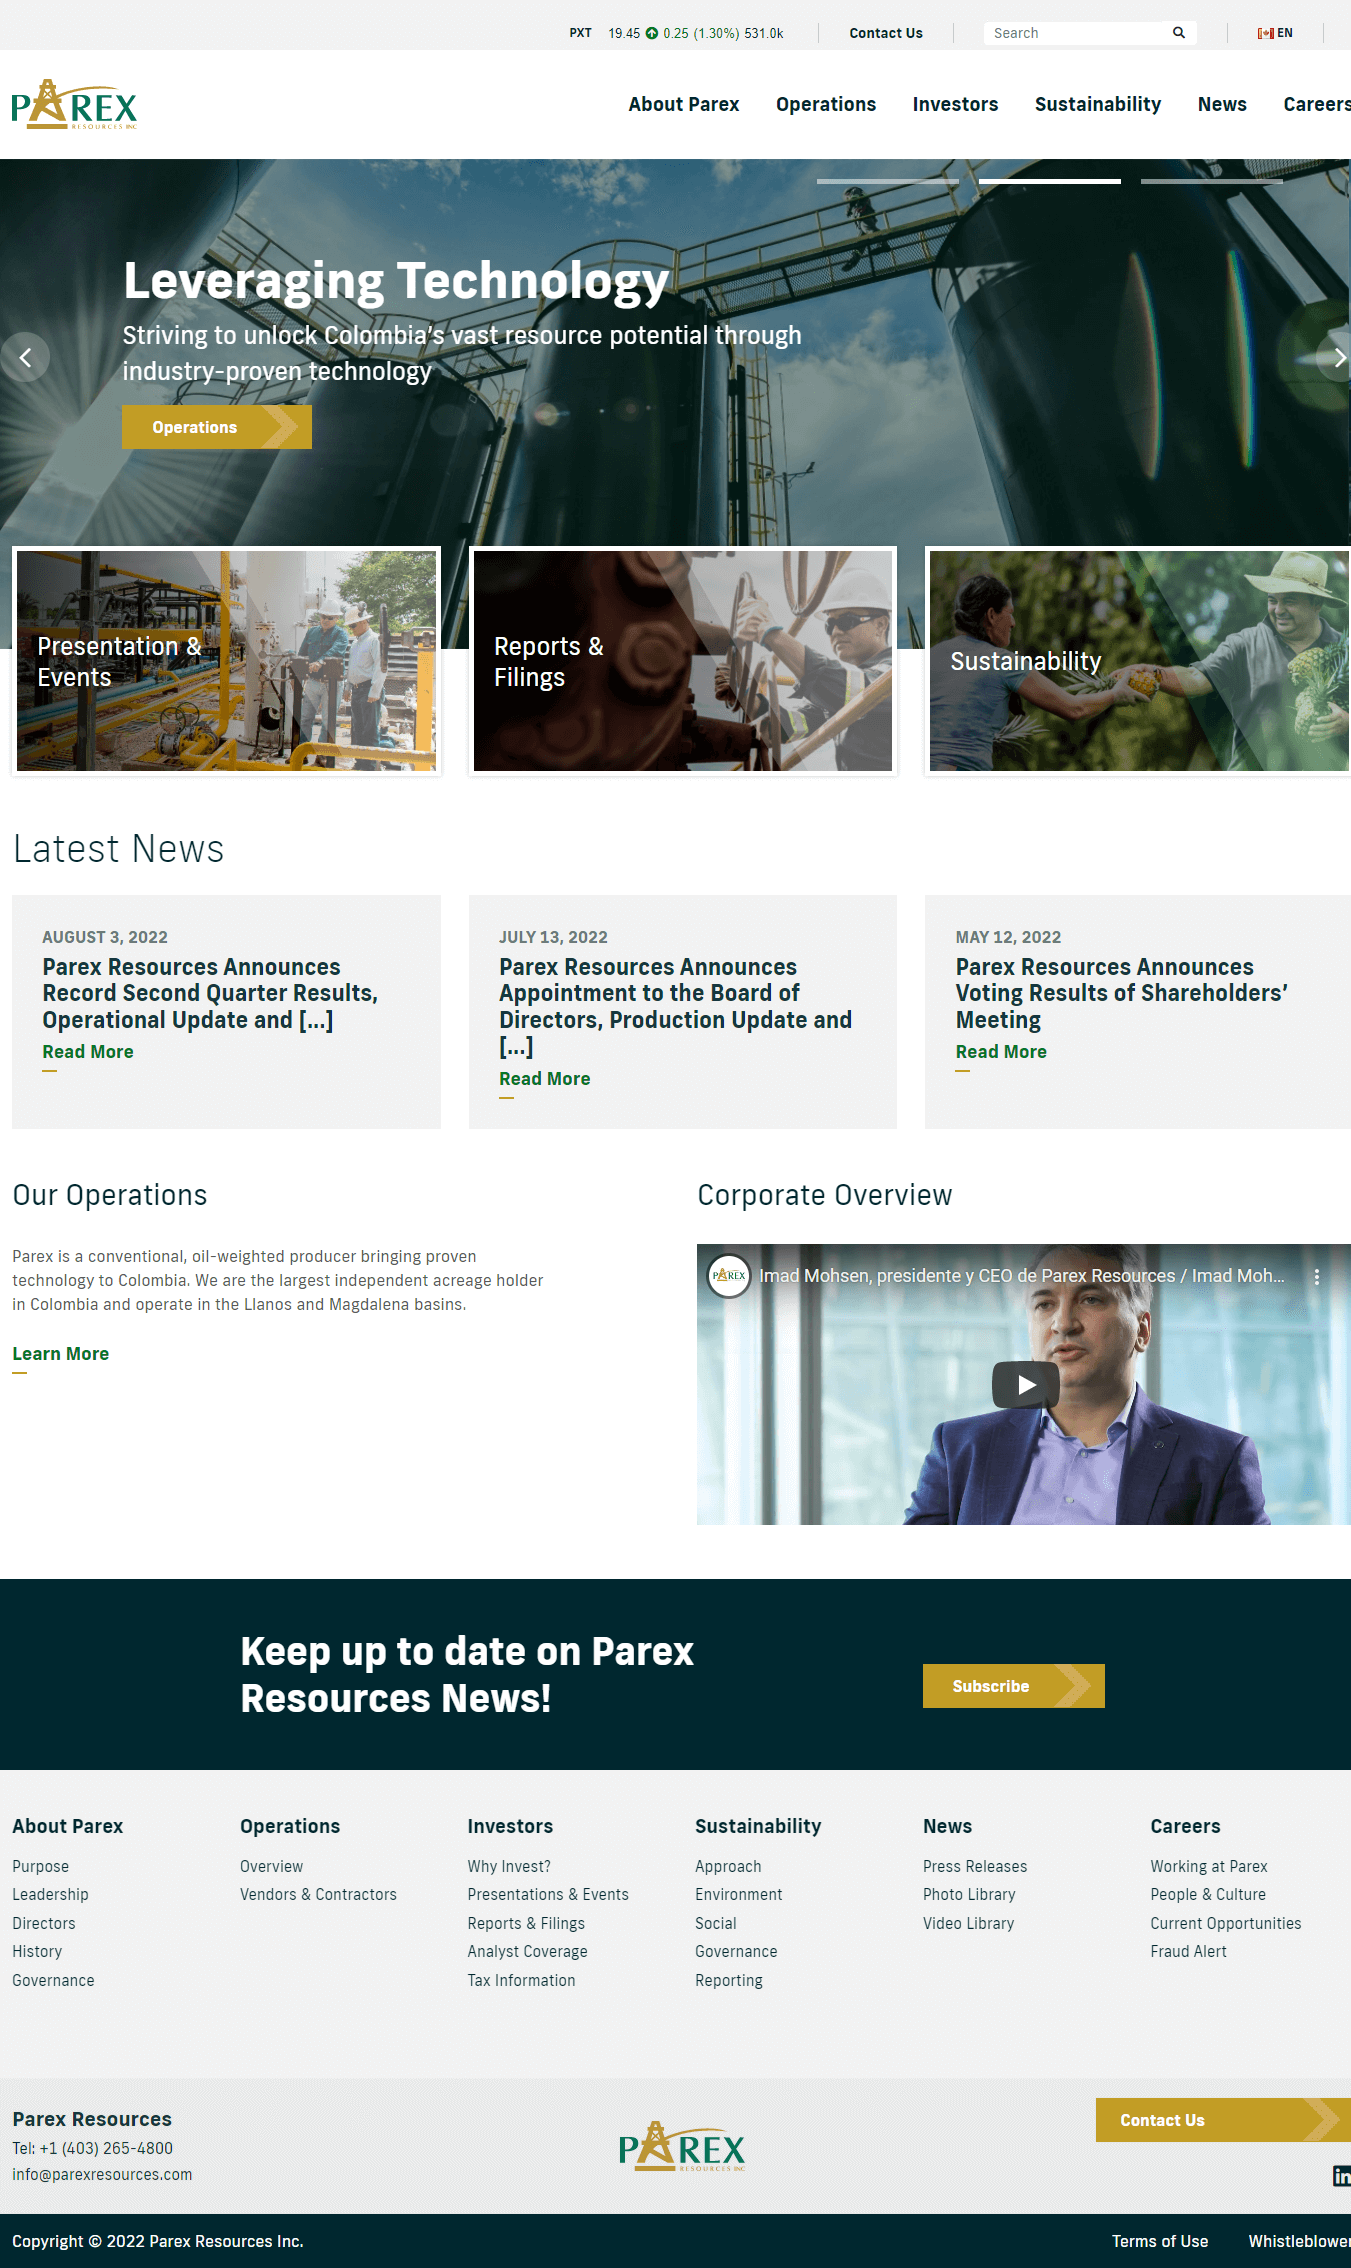 PXT 19.45 0.25 (1.30%) 531.0k
Contact Us
Search
EN
PAREX
RESOURCES INC
About Parex
Operations
Investors
Sustainability
News
Careers
Leveraging Technology
Striving to unlock Colombia's vast resource potential through
industry-proven technology
Operations
Presentation &
Events
Reports &
Filings
Sustainability
Latest News
AUGUST 3, 2022
Parex Resources Announces
Record Second Quarter Results,
Operational Update and [...]
Read More
JULY 13, 2022
Parex Resources Announces
Appointment to the Board of
Directors, Production Update and
[...]
Read More
MAY 12, 2022
Parex Resources Announces
Voting Results of Shareholders'
Meeting
Read More
Our Operations
Parex is a conventional, oil-weighted producer bringing proven
technology to Colombia. We are the largest independent acreage holder
in Colombia and operate in the Llanos and Magdalena basins.
Learn More
Corporate Overview
PAREX
Imad Mohsen, presidente y CEO de Parex Resources / Imad Moh...
Keep up to date on Parex
Resources News!
Subscribe
About Parex
Purpose
Leadership
Directors
History
Governance
Operations
Overview
Vendors & Contractors
Investors
Why Invest?
Presentations & Events
Reports & Filings
Analyst Coverage
Tax Information
Sustainability
Approach
Environment
Social
Governance
Reporting
News
Press Releases
Photo Library
Video Library
Careers
Working at Parex
People & Culture
Current Opportunities
Fraud Alert
Parex Resources
Tel: +1 (403) 265-4800
info@parexresources.com
PAREX
RESOURCES INC
Contact Us
in
Copyright © 2022 Parex Resources Inc.
Terms of Use
Whistleblower